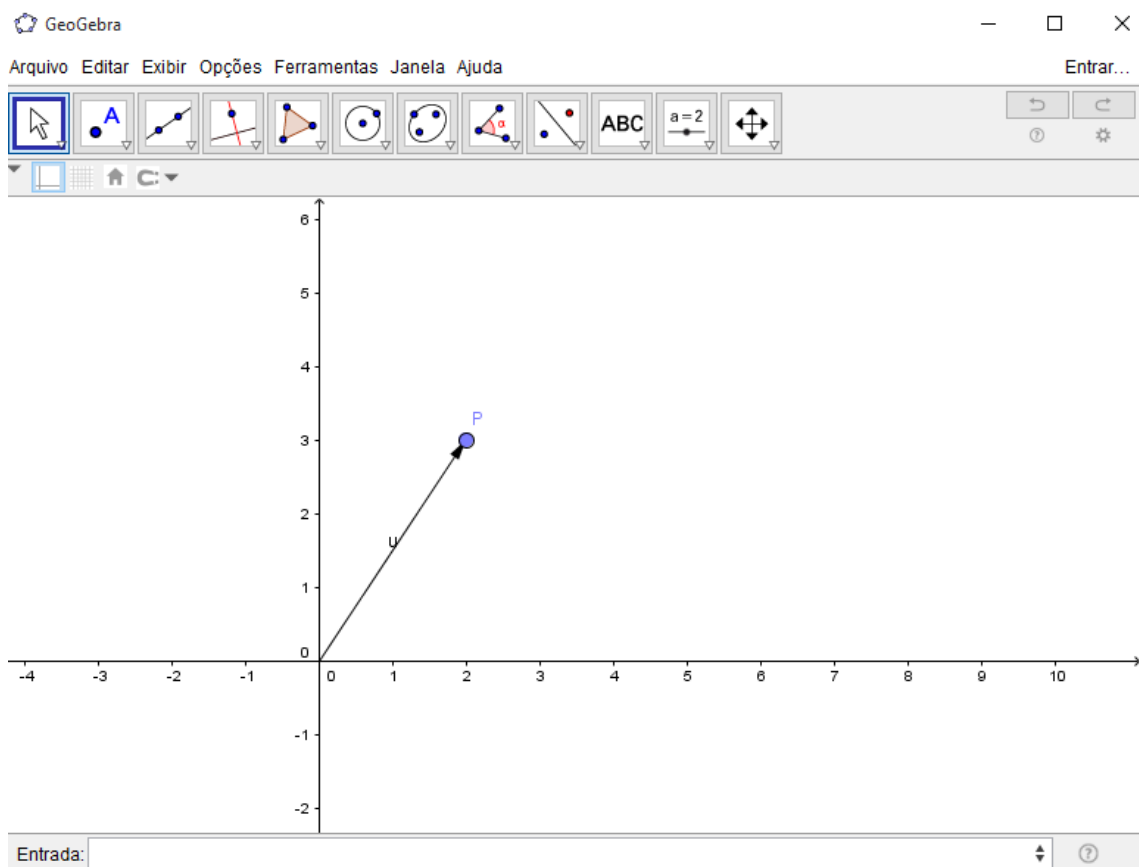 GeoGebra
Arquivo Editar Exibir Opções Ferramentas Janela Ajuda Entrar...
A α ABC a=2
6
5
4
P
3
2
u
1
0
-4 -3 -2 -1 0 1 2 3 4 5 6 7 8 9 10
-1
-2
Entrada: